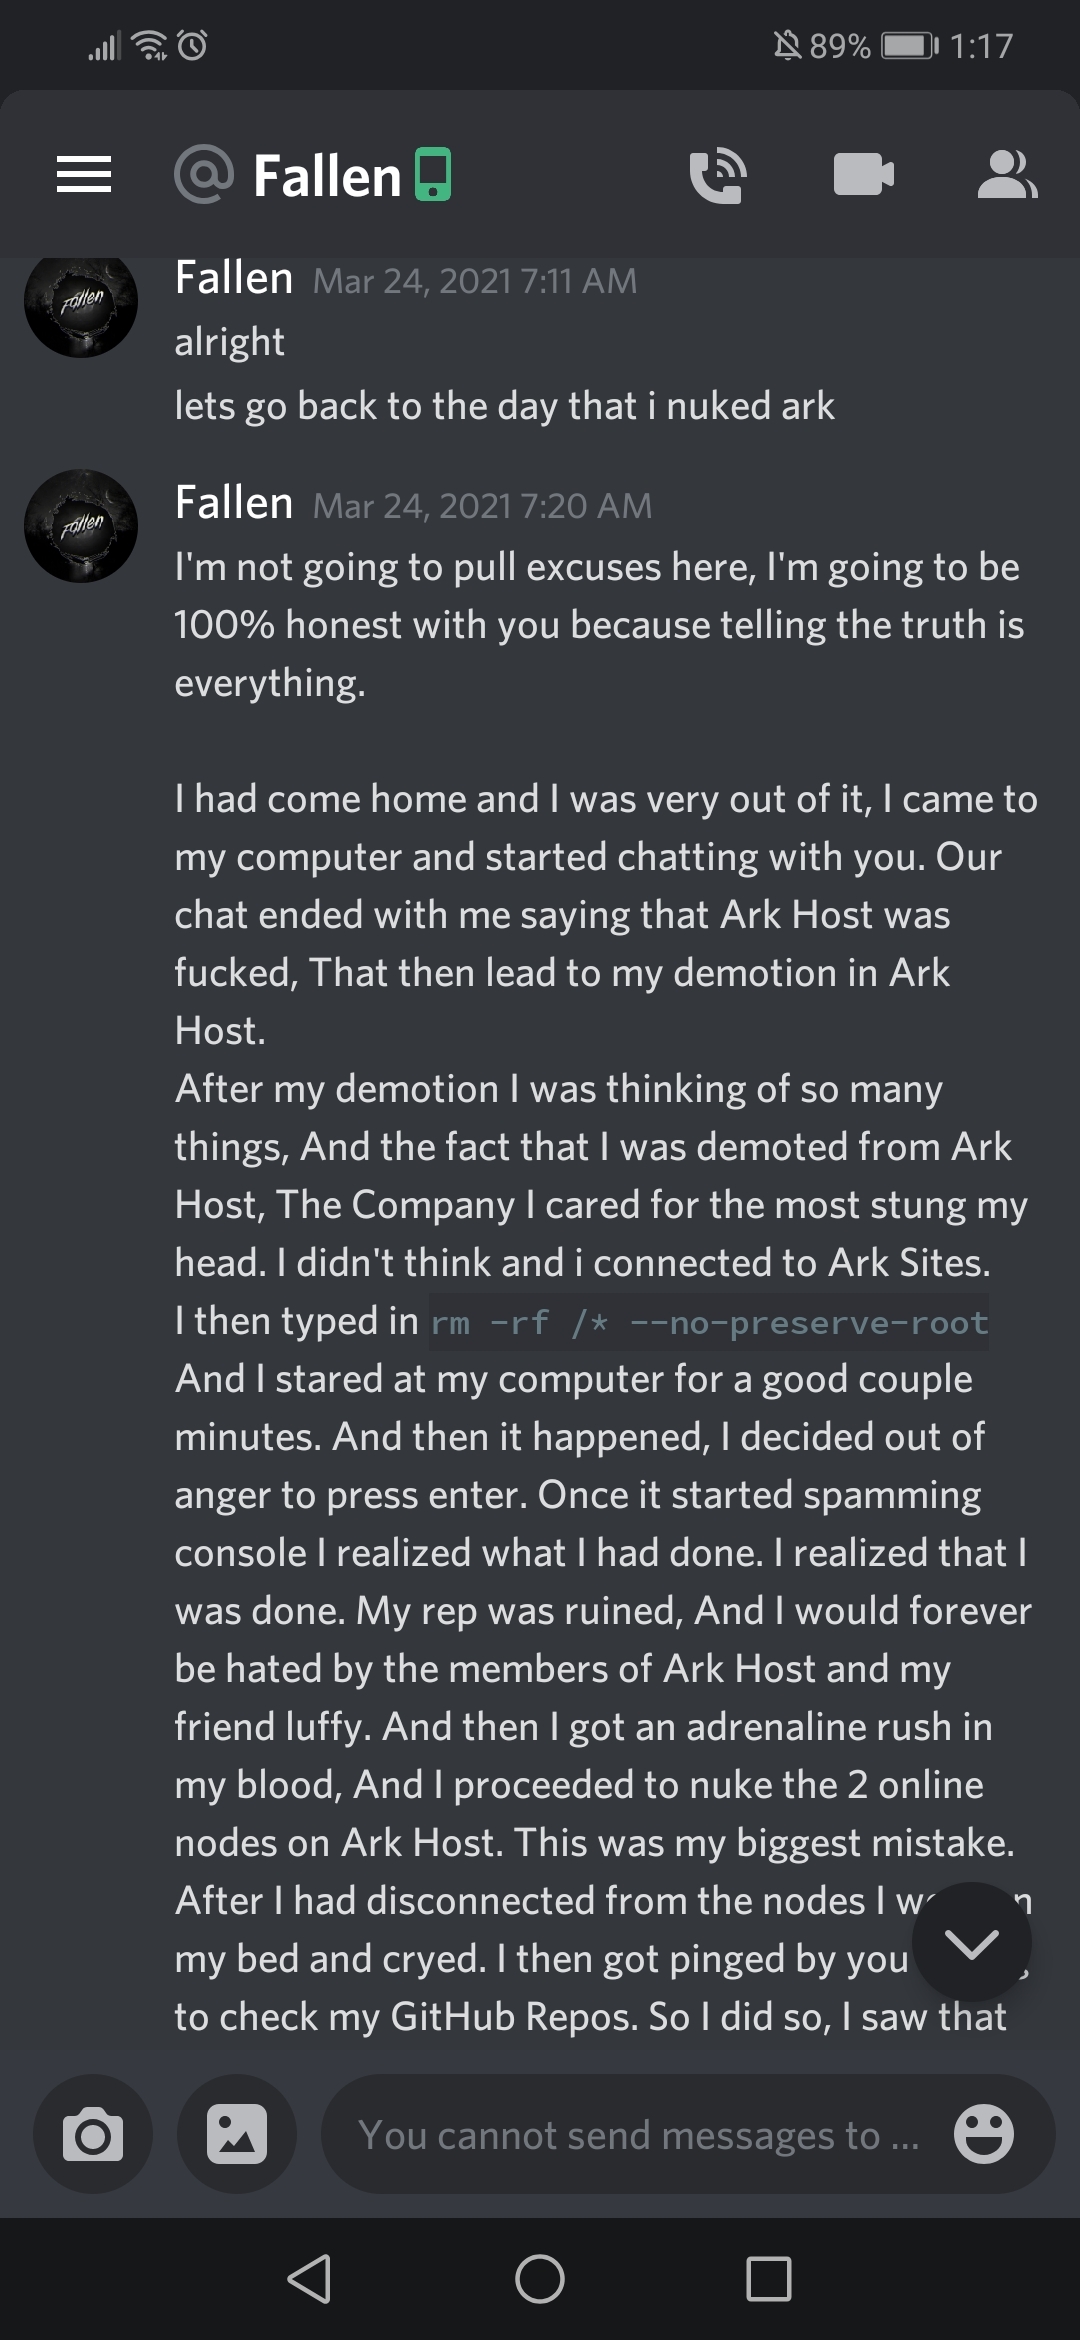 89% 1:17
@ Fallen
Fallen Mar 24, 2021 7:11 AM
alright
lets go back to the day that i nuked ark
Fallen
Fallen Mar 24, 2021 7:20 AM
Fallen
I'm not going to pull excuses here, I'm going to be
100% honest with you because telling the truth is
everything.
I had come home and I was very out of it, I came to
my computer and started chatting with you. Our
chat ended with me saying that Ark Host was
fucked, That then lead to my demotion in Ark
Host.
After my demotion I was thinking of so many
things, And the fact that I was demoted from Ark
Host, The Company I cared for the most stung my
head. I didn't think and i connected to Ark Sites.
I then typed in rm -rf /* --no-preserve-root
And I stared at my computer for a good couple
minutes. And then it happened, I decided out of
anger to press enter. Once it started spamming
console I realized what I had done. I realized that I
was done. My rep was ruined, And I would forever
be hated by the members of Ark Host and my
friend luffy. And then I got an adrenaline rush in
my blood, And I proceeded to nuke the 2 online
nodes on Ark Host. This was my biggest mistake.
After I had disconnected from the nodes I
my bed and cryed. I then got pinged by you
to check my GitHub Repos. So I did so, I saw that
You cannot send messages to ...